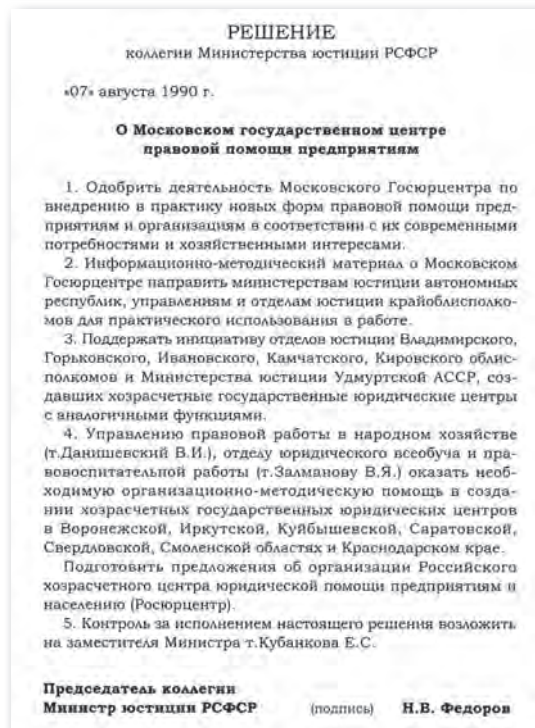 РЕШЕНИЕ
коллегии Министерства юстиции РСФСР
«07» августа 1990 г.
О Московском государственном центре
правовой помощи предприятиям
1. Одобрить деятельность Московского Госюрцентра по
внедрению в практику новых форм правовой помощи пред-
приятиям и организациям в соответствии с их современными
потребностями и хозяйственными интересами.
2. Информационно-методический материал о Московском
Госюрцентре направить министерствам юстиции автономных
республик, управлениям и отделам юстиции крайоблисполко-
мов для практического использования в работе.
3. Поддержать инициативу отделов юстиции Владимирского,
Горьковского, Ивановского, Камчатского, Кировского облис-
полкомов и Министерства юстиции Удмуртской АССР, соз-
давших хозрасчетные государственные юридические центры
с аналогичными функциями.
4. Управлению правовой работы в народном хозяйстве
(т.Данишевский В.И.), отделу юридического всеобуча и пра-
вовоспитательной работы (т.Залманову В.Я.) оказать необ-
ходимую организационно-методическую помощь в созда-
нии хозрасчетных государственных юридических центров
в Воронежской, Иркутской, Куйбышевской, Саратовской,
Свердловской, Смоленской областях и Краснодарском крае.
Подготовить предложения об организации Российского
хозрасчетного центра юридической помощи предприятиям и
населению (Росюрцентр).
5. Контроль за исполнением настоящего решения возложить
на заместителя Министра т.Кубанкова Е.С.
Председатель коллегии
Министр юстиции РСФСР (подпись) Н.В. Федоров